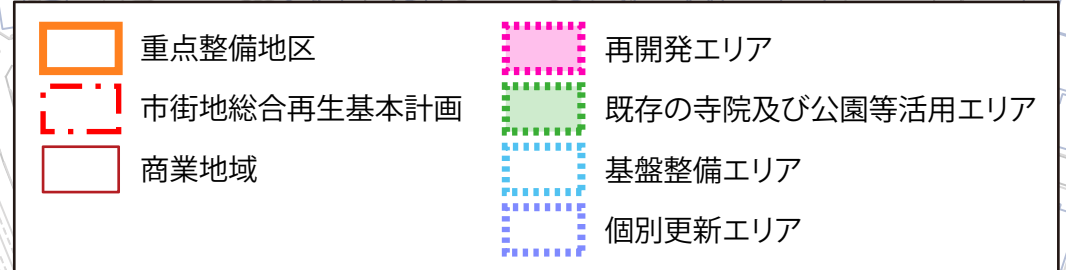 重点整備地区
市街地総合再生基本計画
商業地域
再開発エリア
既存の寺院及び公園等活用エリア
基盤整備エリア
個別更新エリア